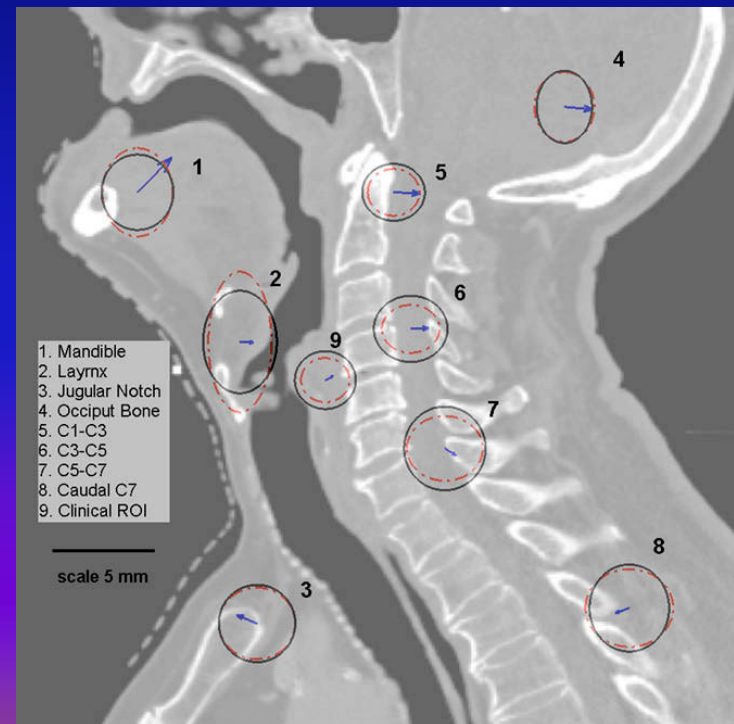 4
1
5
2
6
9
1. Mandible
2. Layrnx
3. Jugular Notch
4. Occiput Bone
5. C1-C3
6. C3-C5
7. C5-C7
8. Caudal C7
9. Clinical ROI
7
8
scale 5 mm
3